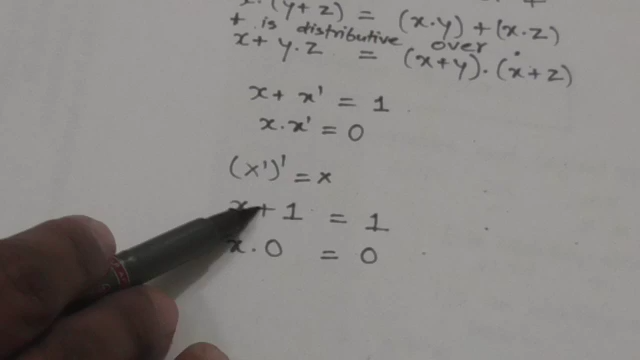 x.(y+z) = (x.y)+(x.z)
+ is distributive over .
x+ y.z = (x+y).(x+z)
x+ x' = 1
x.x' = 0
(x')' = x
x+1 = 1
x.0 = 0